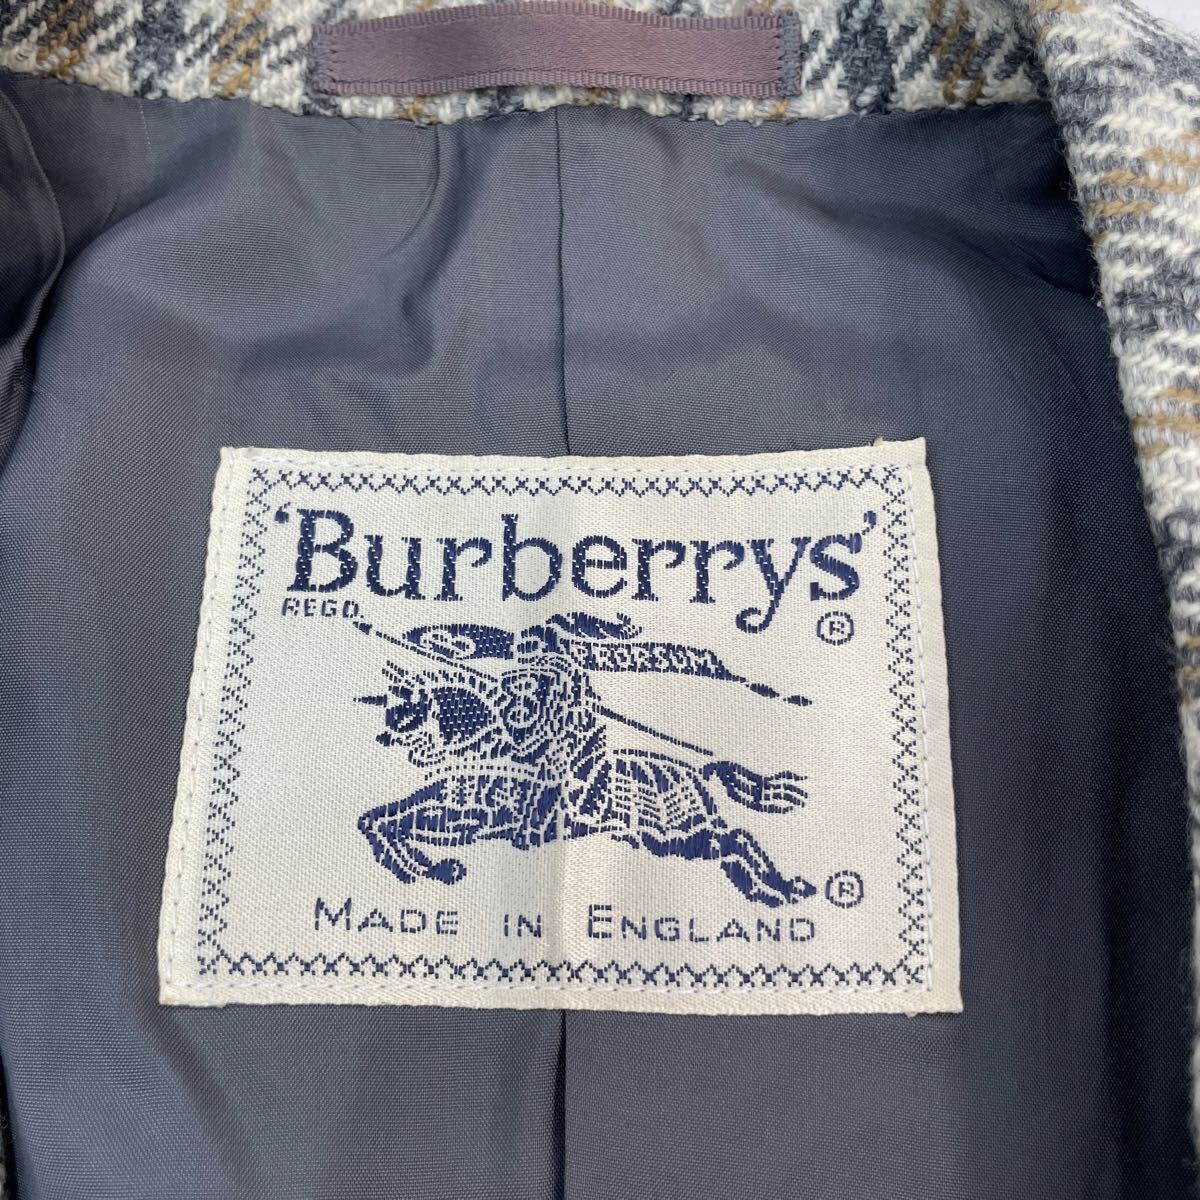 'Burberrys'
REGD. ®
PRORSUM
®
MADE IN ENGLAND